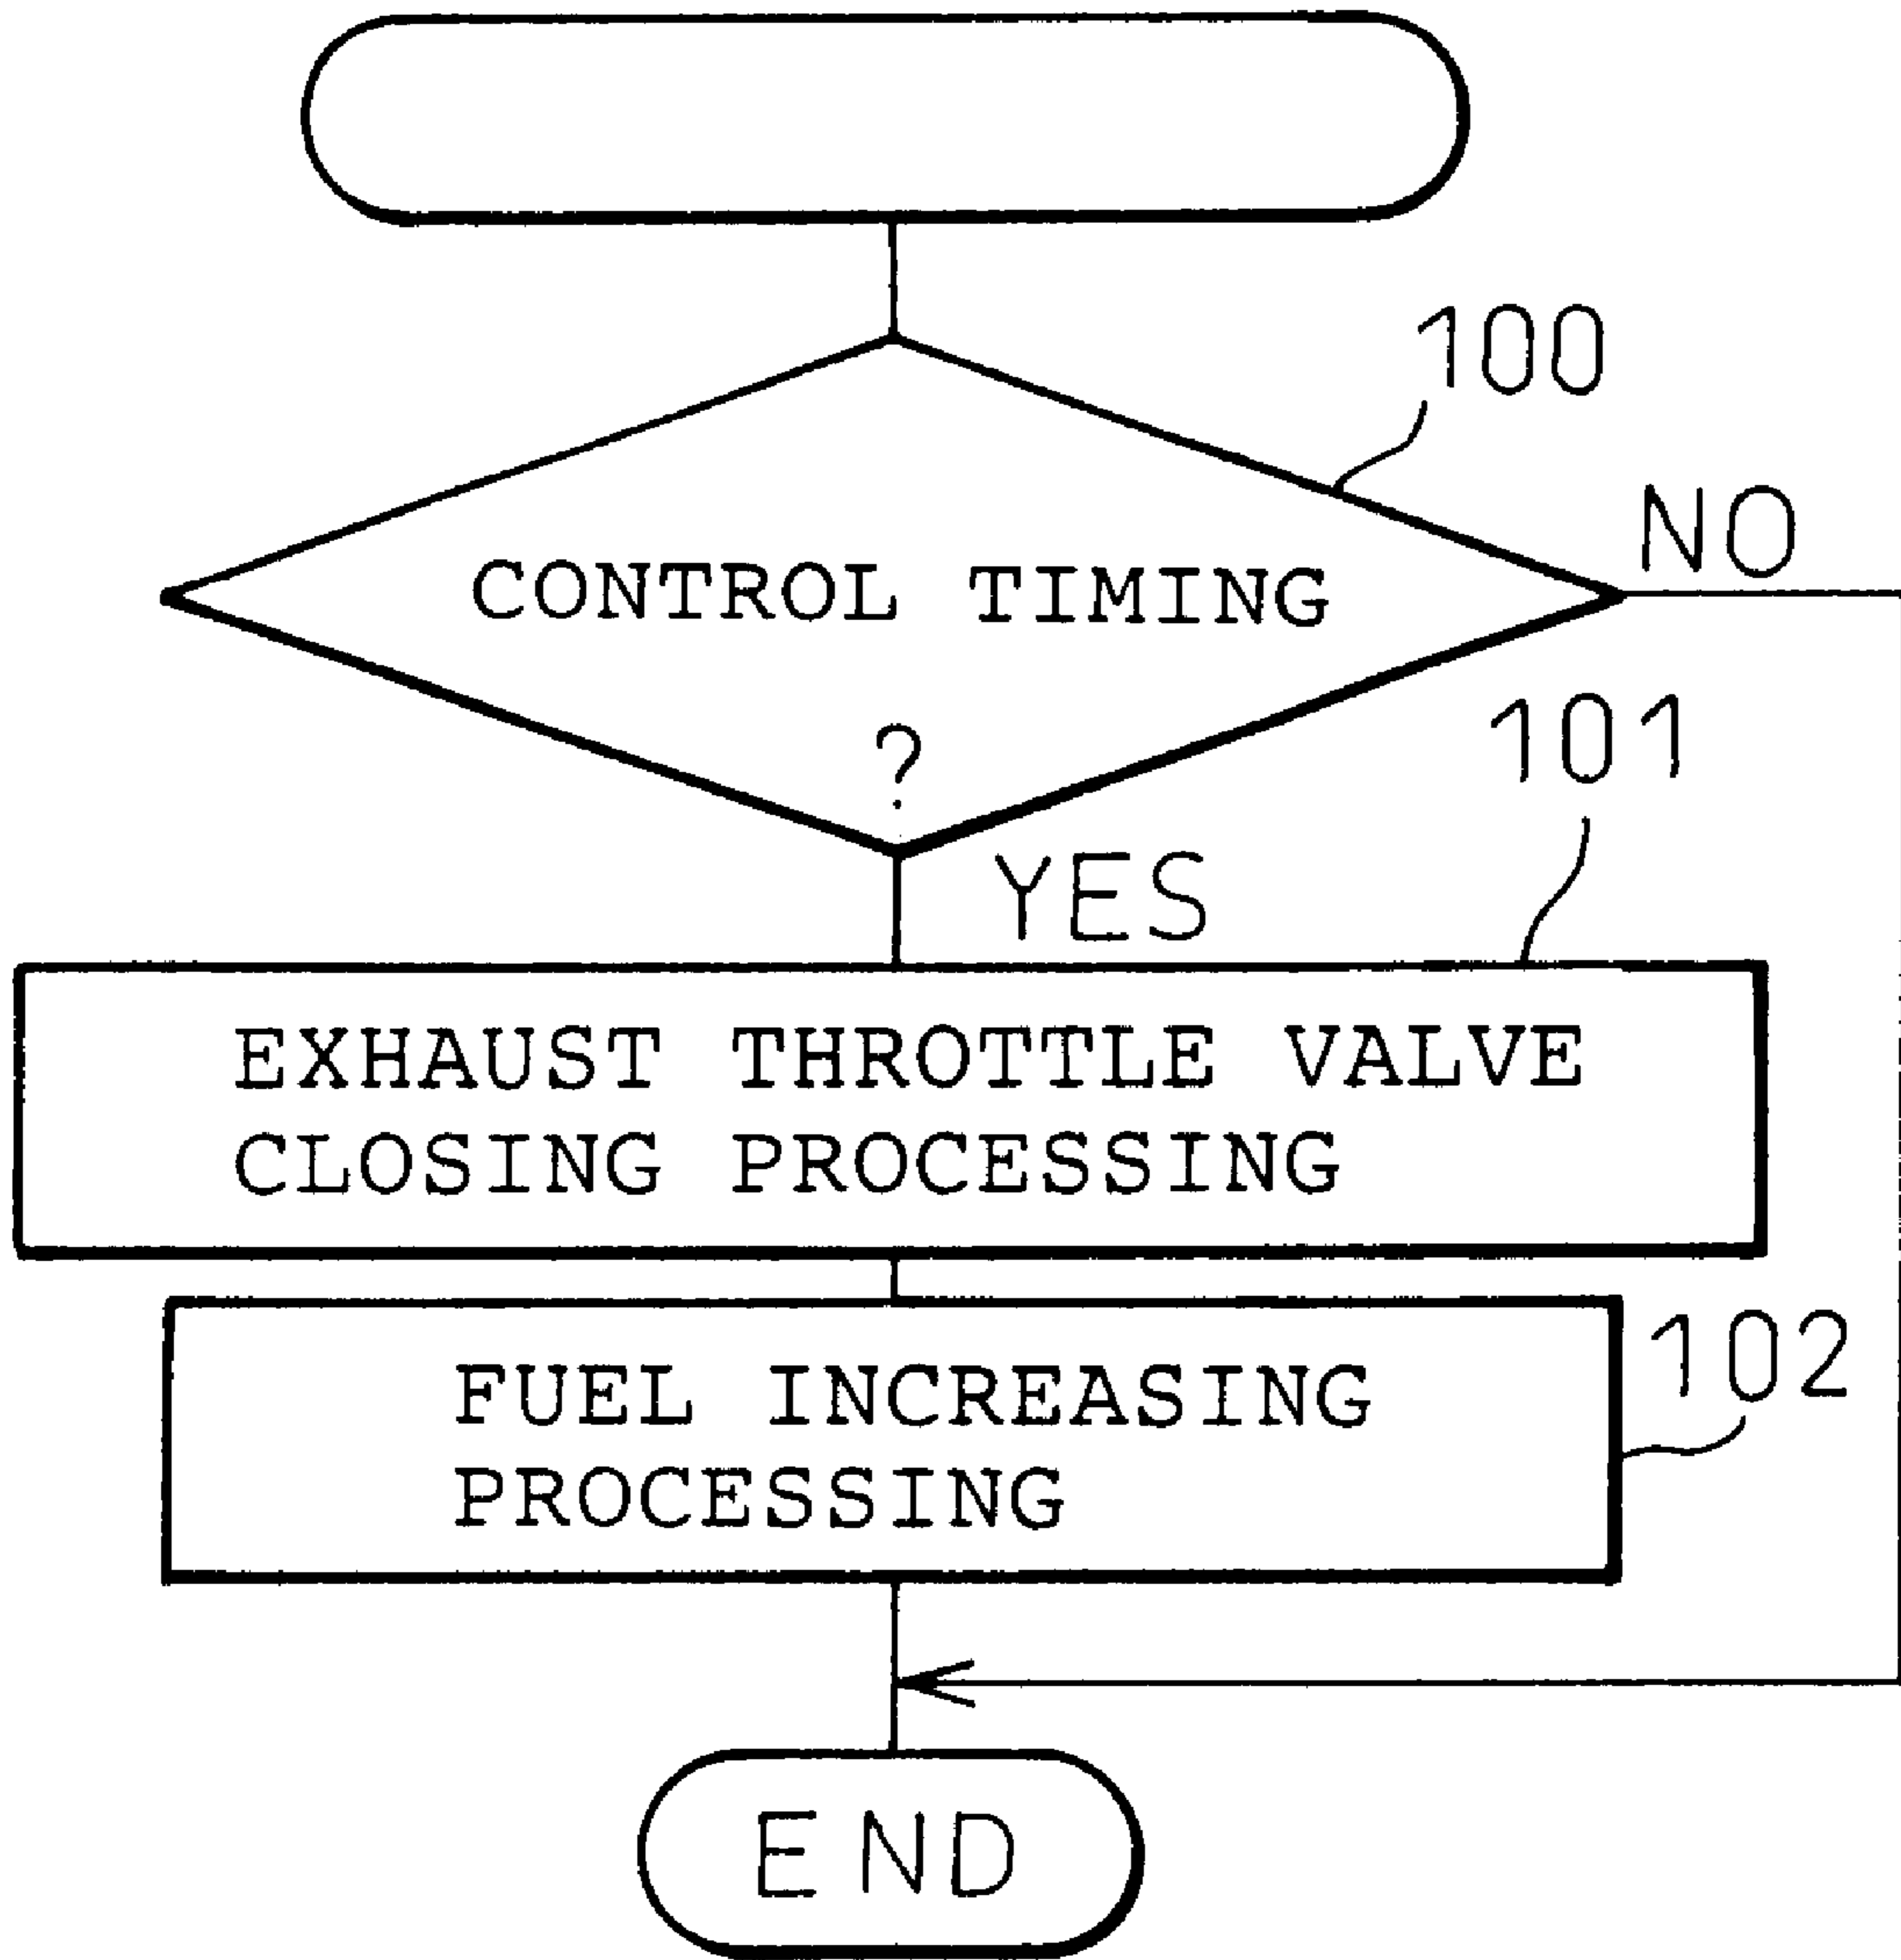 100
NO
CONTROL TIMING
?
YES
101
EXHAUST THROTTLE VALVE
CLOSING PROCESSING
102
FUEL INCREASING
PROCESSING
END